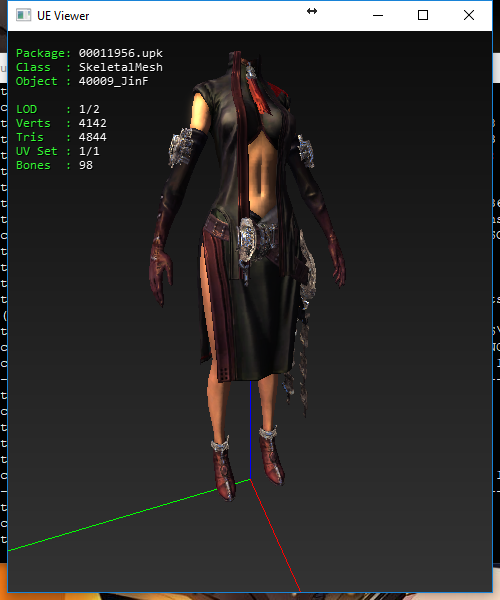 UE Viewer
Package: 00011956.upk
Class : SkeletalMesh
Object : 40009_JinF
LOD : 1/2
Verts : 4142
Tris : 4844
UV Set : 1/1
Bones : 98